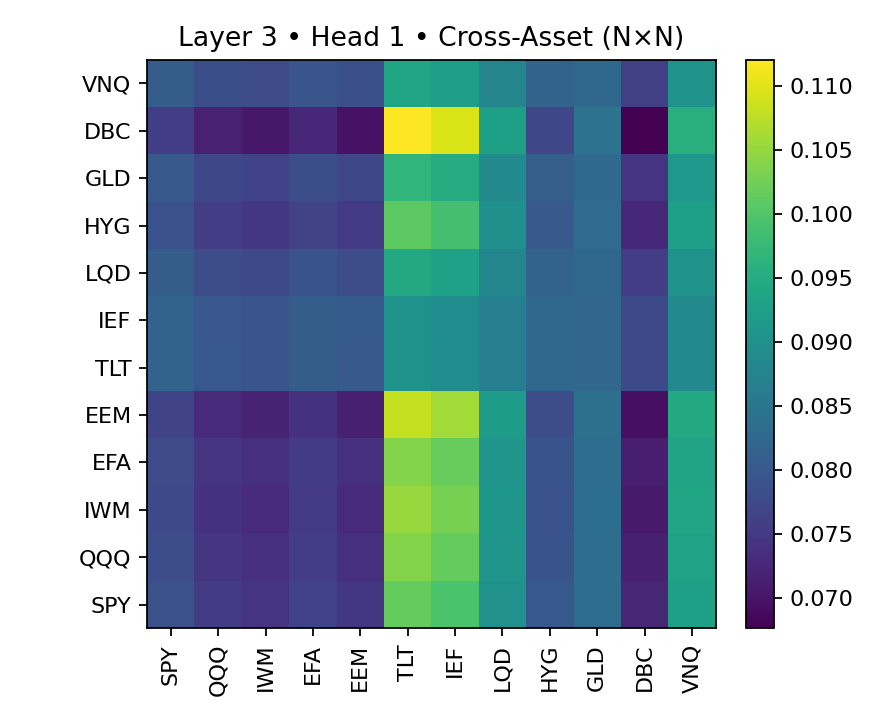 Layer 3 • Head 1 • Cross-Asset (N×N)
VNQ
DBC
GLD
HYG
LQD
IEF
TLT
EEM
EFA
IWM
QQQ
SPY
SPY QQQ IWM EFA EEM TLT IEF LQD HYG GLD DBC VNQ
0.110
0.105
0.100
0.095
0.090
0.085
0.080
0.075
0.070